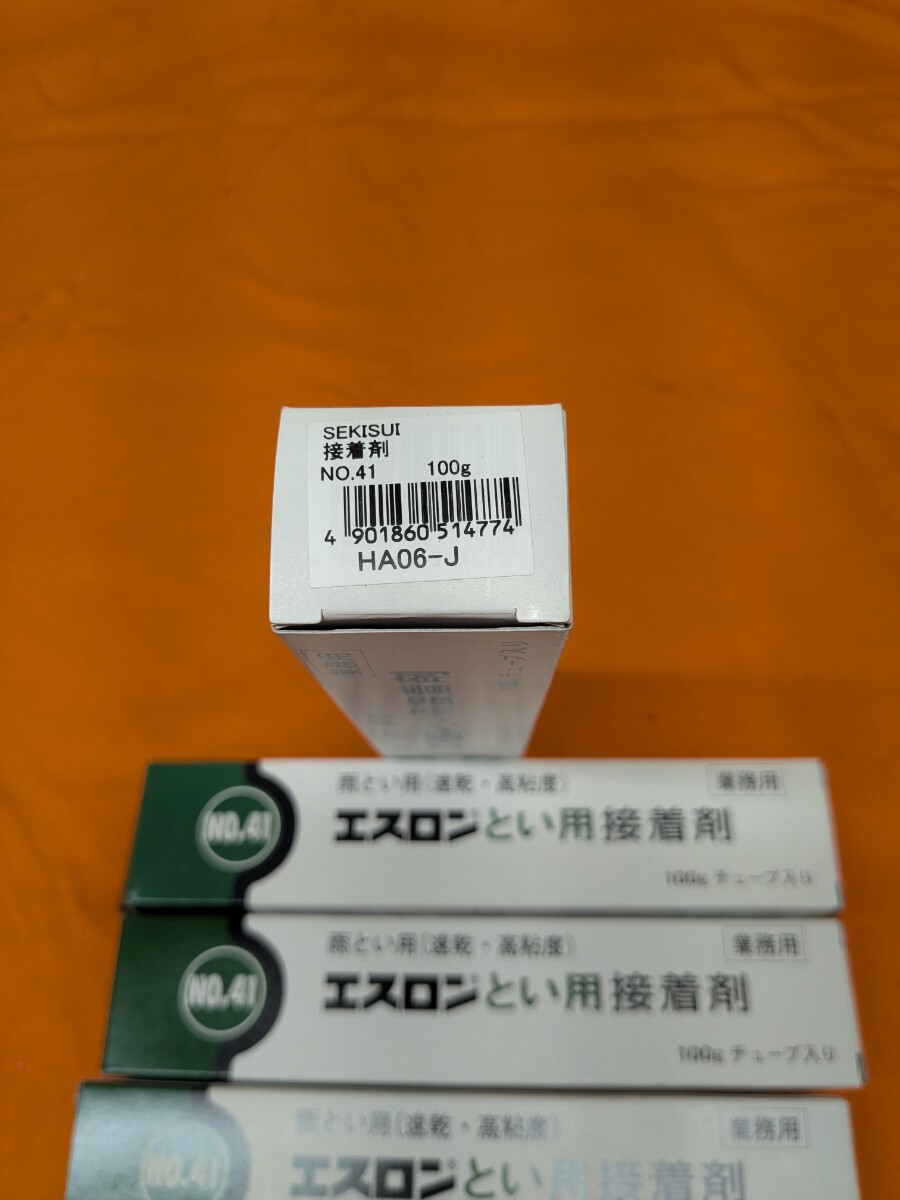 SEKISUI
接着剤
NO.41 100g
4 901860 514774
HA06-J
NO.41
雨とい用(速乾・高粘度)
業務用
エスロンとい用接着剤
100gチューブ入り
NO.41
雨とい用(速乾・高粘度)
業務用
エスロンとい用接着剤
100gチューブ入り
NO.41
雨とい用(速乾・高粘度)
業務用
エスロンとい用接着剤